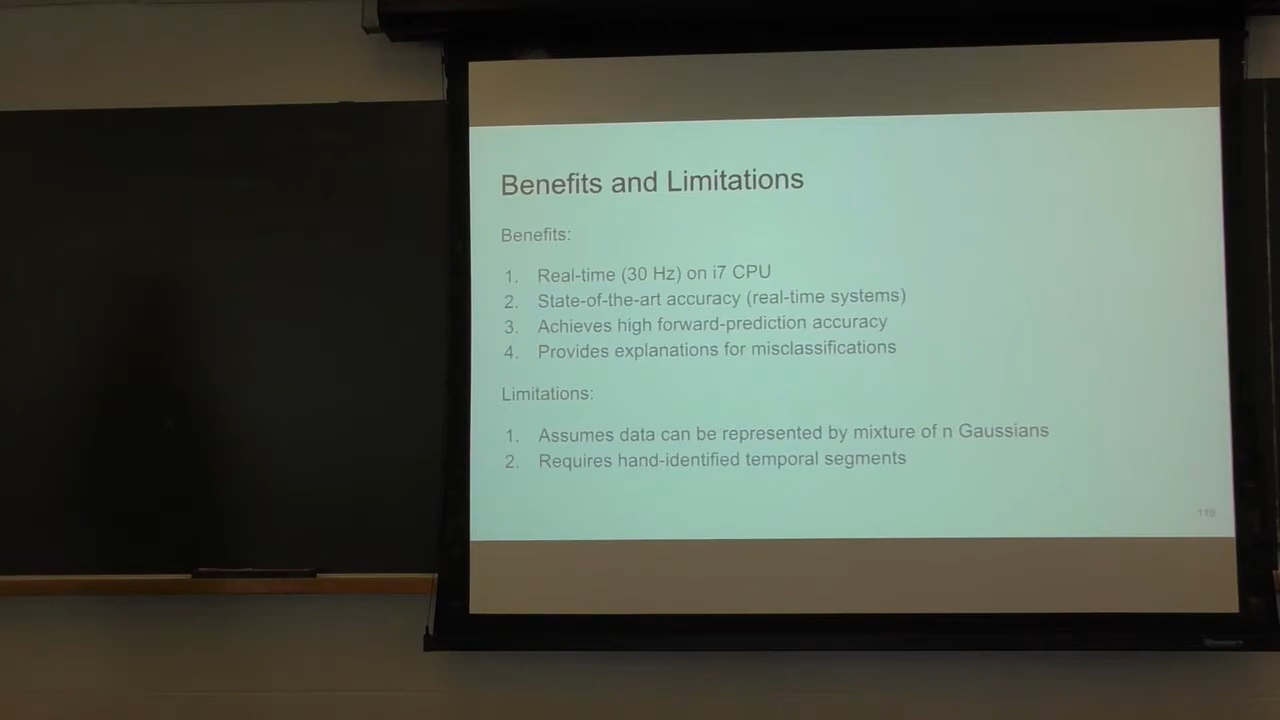 Benefits and Limitations
Benefits:
1. Real-time (30 Hz) on i7 CPU
2. State-of-the-art accuracy (real-time systems)
3. Achieves high forward-prediction accuracy
4. Provides explanations for misclassifications
Limitations:
1. Assumes data can be represented by mixture of n Gaussians
2. Requires hand-identified temporal segments